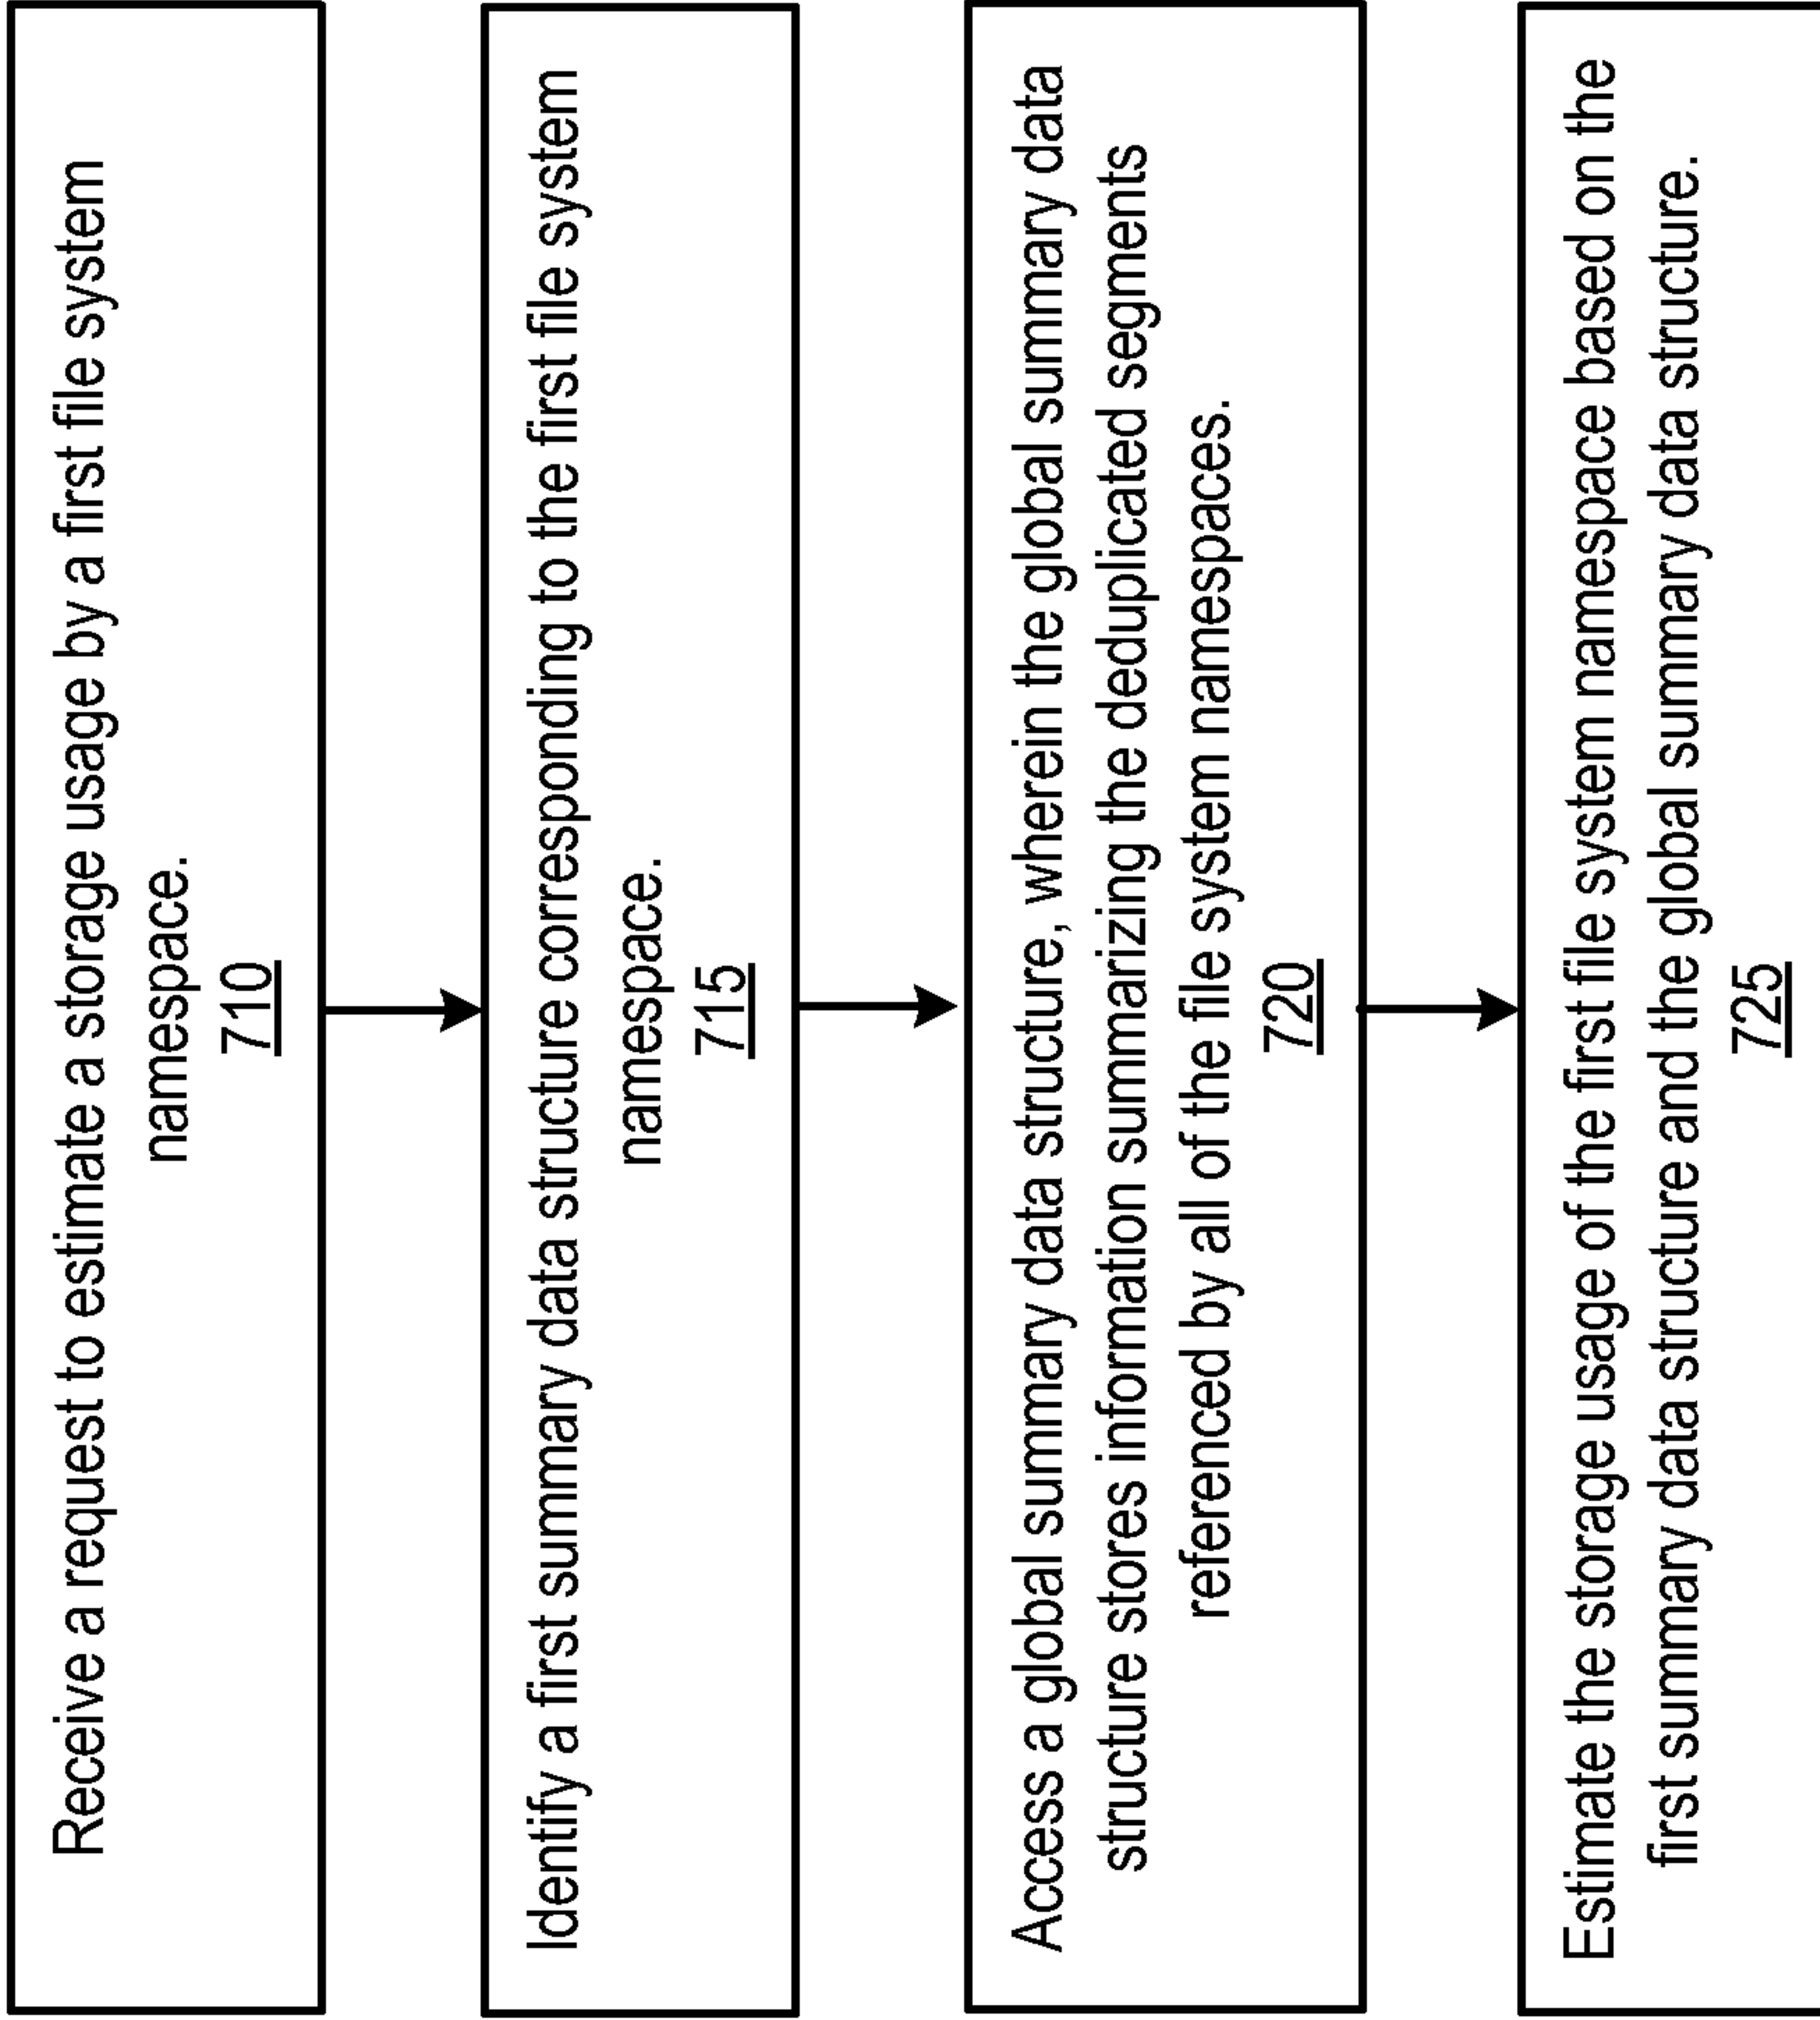 Receive a request to estimate a storage usage by a first file system
namespace.
710
Identify a first summary data structure corresponding to the first file system
namespace.
715
Access a global summary data structure, wherein the global summary data
structure stores information summarizing the deduplicated segments
referenced by all of the file system namespaces.
720
Estimate the storage usage of the first file system namespace based on the
first summary data structure and the global summary data structure.
725